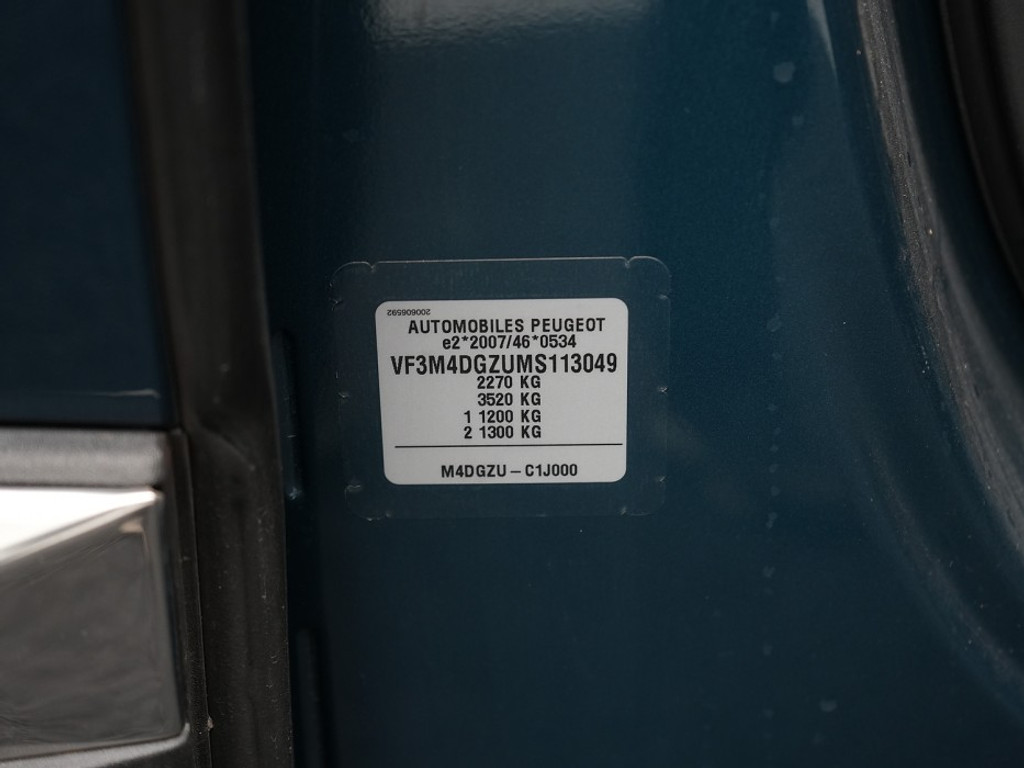 200606592
AUTOMOBILES PEUGEOT
e2*2007/46*0534
VF3M4DGZUMS113049
2270 KG
3520 KG
1 1200 KG
2 1300 KG
M4DGZU – C1J000